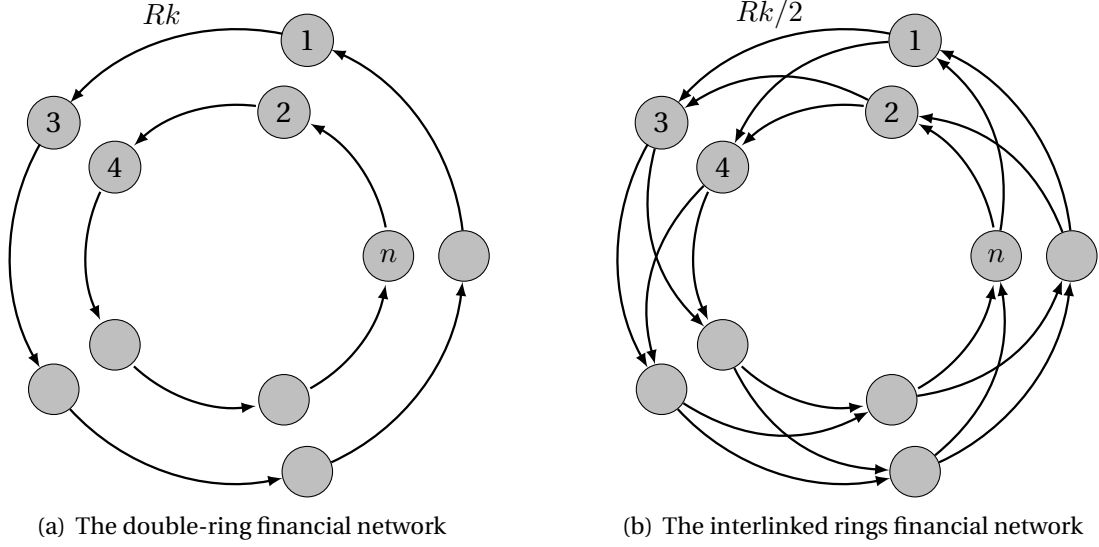 Rk
1
3
2
4
n
(a) The double-ring financial network
Rk/2
1
3
2
4
n
(b) The interlinked rings financial network